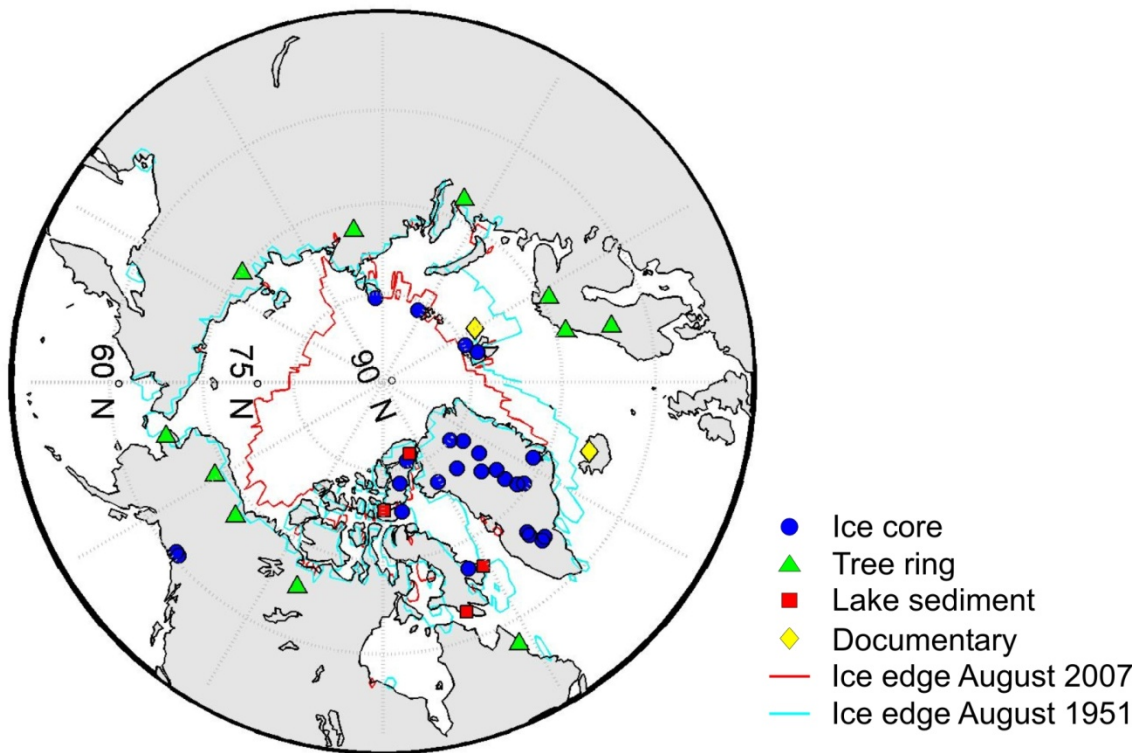 60 N
75 N
90 N
Ice core
Tree ring
Lake sediment
Documentary
Ice edge August 2007
Ice edge August 1951